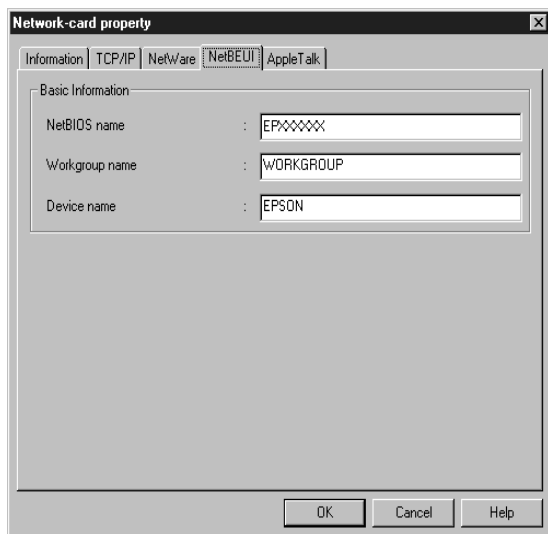 Network-card property
Information TCP/IP NetWare NetBEUI AppleTalk
Basic Information
NetBIOS name : EPXXXXXX
Workgroup name : WORKGROUP
Device name : EPSON
OK Cancel Help